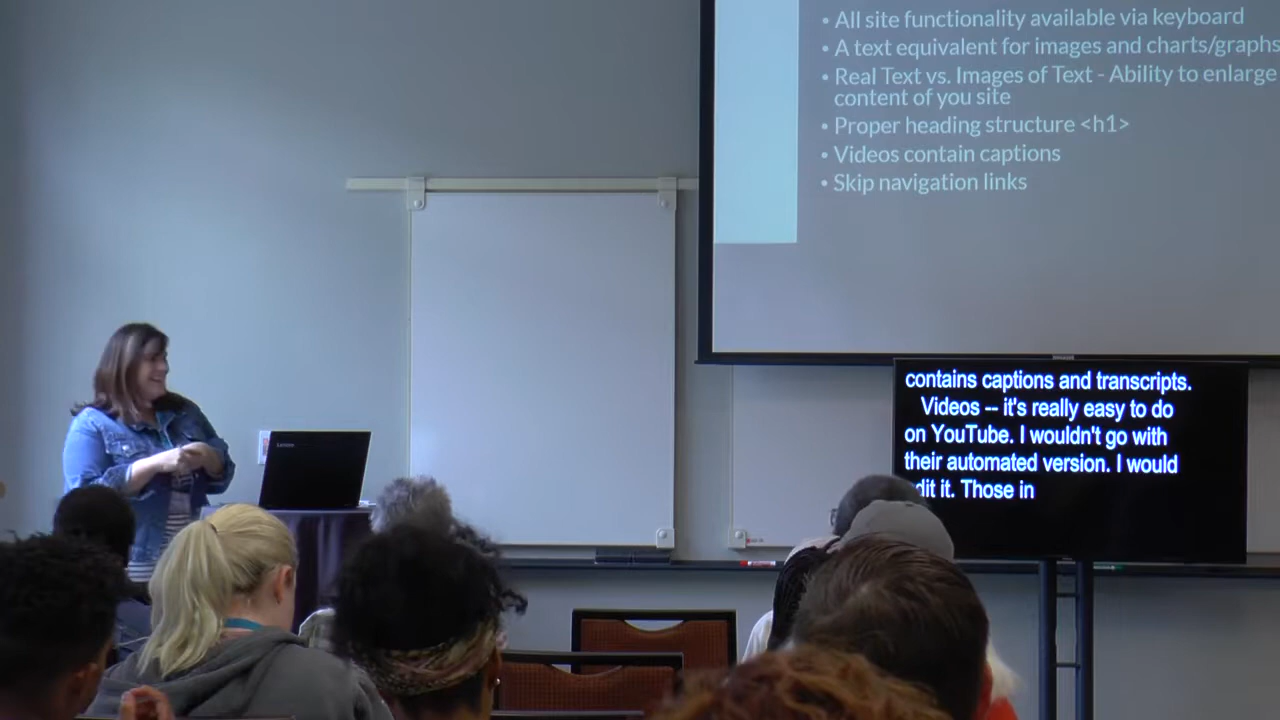 • All site functionality available via keyboard
• A text equivalent for images and charts/graphs
• Real Text vs. Images of Text - Ability to enlarge
content of you site
• Proper heading structure <h1>
• Videos contain captions
• Skip navigation links
Lenovo
contains captions and transcripts.
Videos -- it's really easy to do
on YouTube. I wouldn't go with
their automated version. I would
dit it. Those in